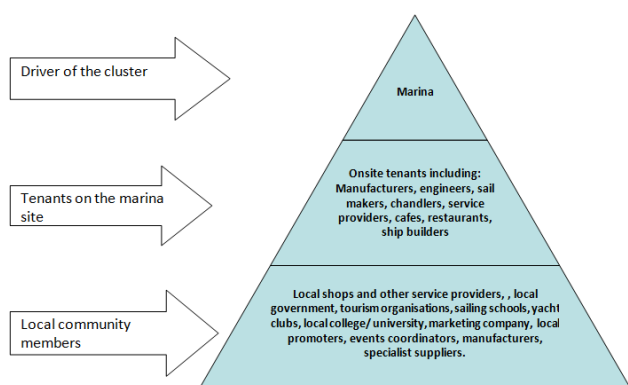 Driver of the cluster
Marina
Tenants on the marina
site
Onsite tenants including:
Manufacturers, engineers, sail
makers, chandlers, service
providers, cafes, restaurants,
ship builders
Local community
members
Local shops and other service providers, , local
government, tourism organisations, sailing schools, yacht
clubs, local college/ university, marketing company, local
promoters, events coordinators, manufacturers,
specialist suppliers.